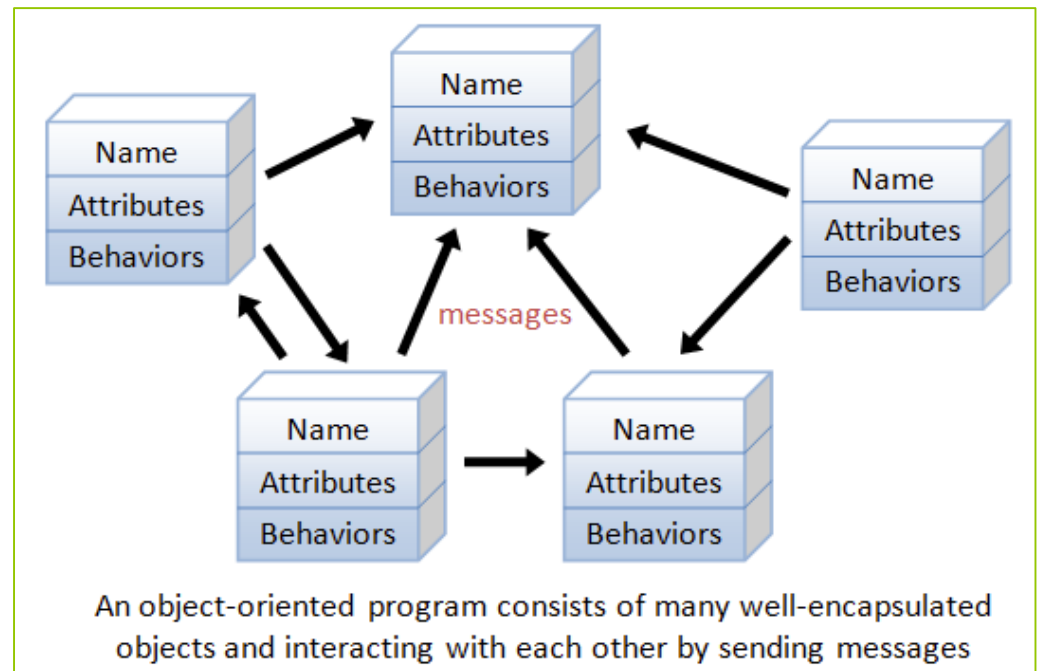 Name
Attributes
Behaviors
Name
Attributes
Behaviors
Name
Attributes
Behaviors
messages
Name
Attributes
Behaviors
Name
Attributes
Behaviors
An object-oriented program consists of many well-encapsulated
objects and interacting with each other by sending messages